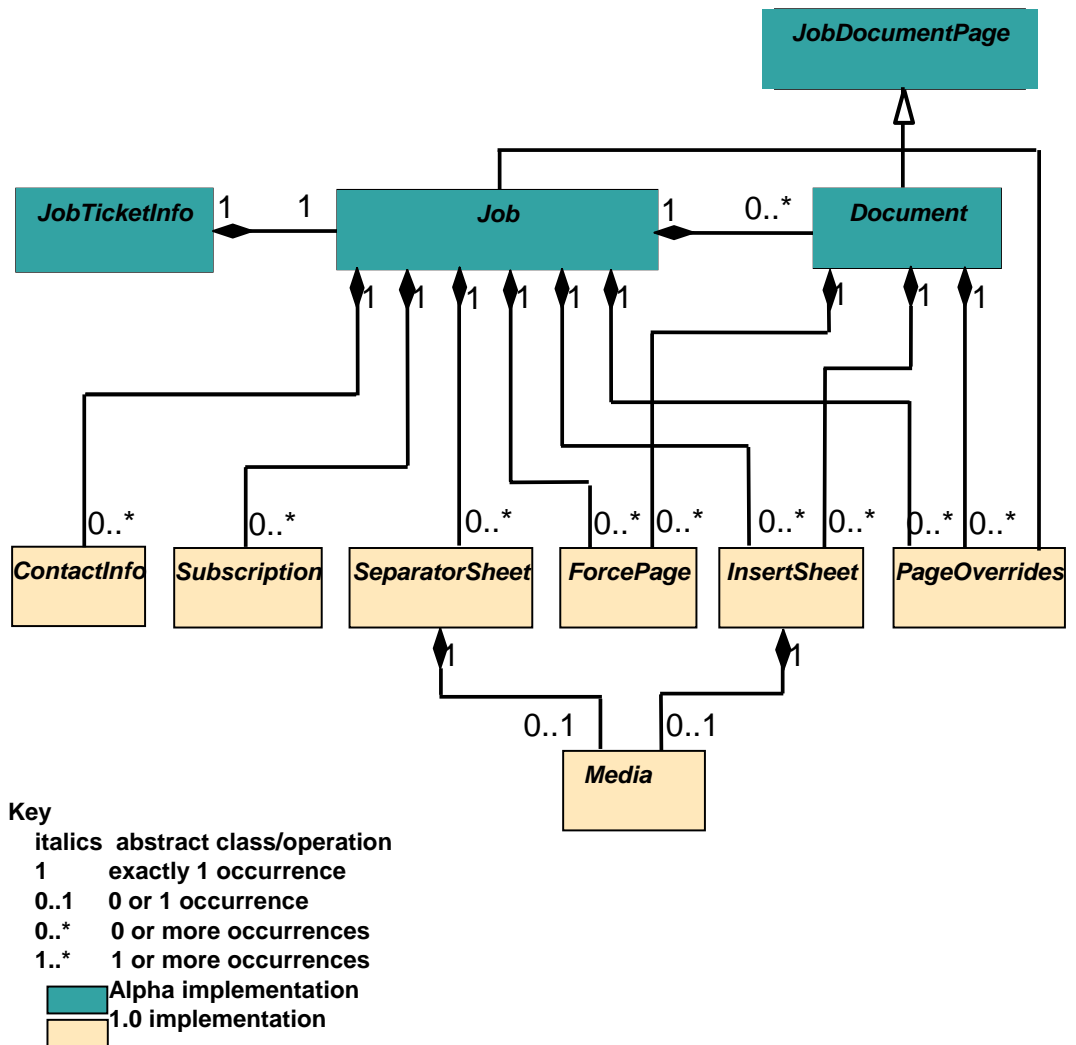 JobDocumentPage
JobTicketInfo
1
1
Job
1
0..*
Document
1
1
1
1
1
1
1
1
1
0..*
0..*
0..*
0..*
0..*
0..*
0..*
0..*
0..*
ContactInfo
Subscription
SeparatorSheet
ForcePage
InsertSheet
PageOverrides
1
1
0..1
0..1
Media
Key
italics abstract class/operation
1 exactly 1 occurrence
0..1 0 or 1 occurrence
0..* 0 or more occurrences
1..* 1 or more occurrences
Alpha implementation
1.0 implementation